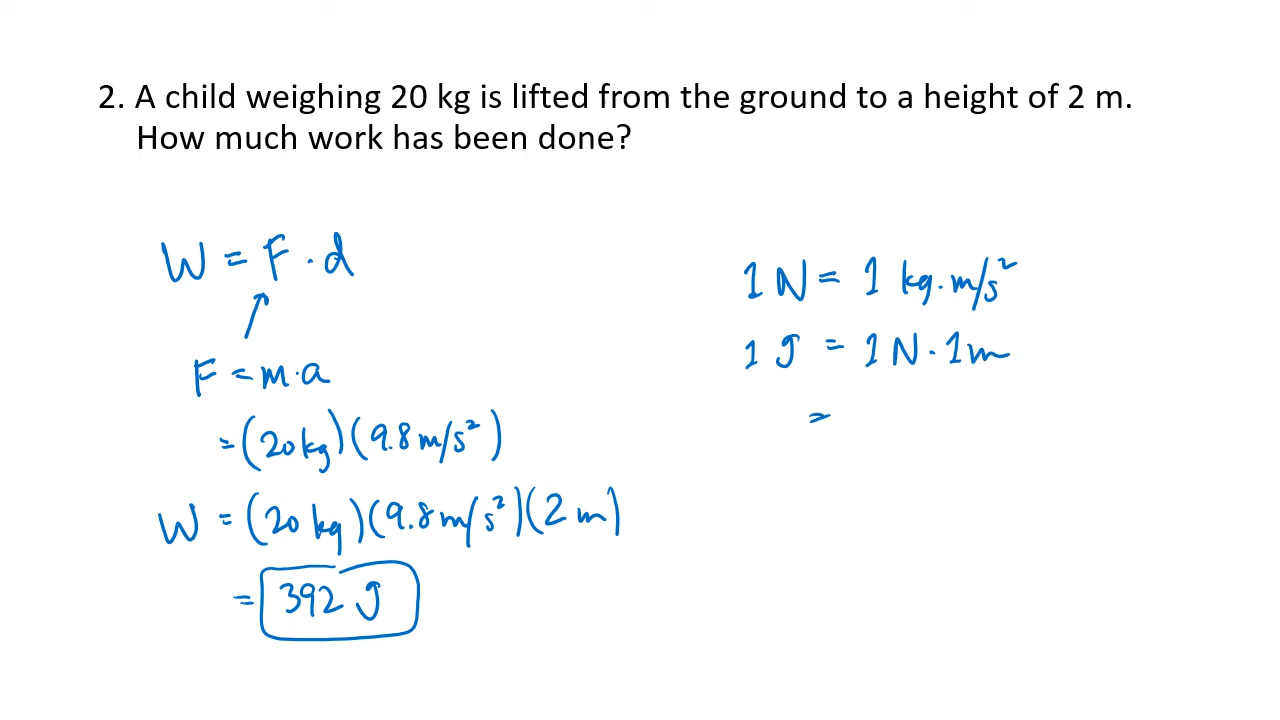 2. A child weighing 20 kg is lifted from the ground to a height of 2 m.
How much work has been done?
W = F · d
F = m · a
= (20 kg)(9.8 m/s²)
W = (20 kg)(9.8 m/s²)(2 m)
= 392 J
1 N = 1 kg · m/s²
1 J = 1 N · 1 m
=